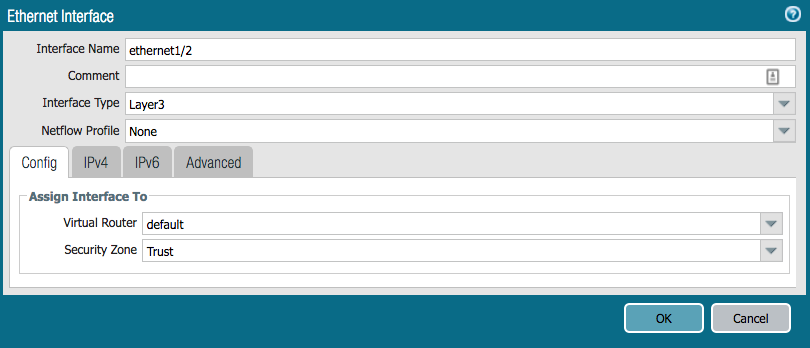 Ethernet Interface
Interface Name ethernet1/2
Comment
Interface Type Layer3
Netflow Profile None
Config IPv4 IPv6 Advanced
Assign Interface To
Virtual Router default
Security Zone Trust
OK Cancel